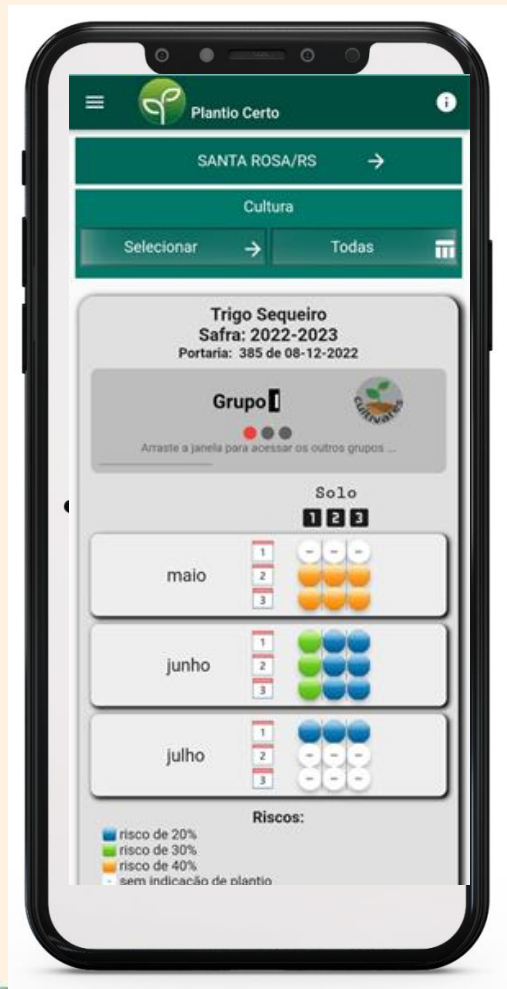 Plantio Certo
SANTA ROSA/RS
Cultura
Selecionar Todas
Trigo Sequeiro
Safra: 2022-2023
Portaria: 385 de 08-12-2022
Grupo I
cultivares
Arraste a janela para acessar os outros grupos ...
Solo
1 2 3
1 - - -
maio 2
3
1
junho 2
3
1
julho 2 - - -
3 - - -
Riscos:
risco de 20%
risco de 30%
risco de 40%
- sem indicação de plantio